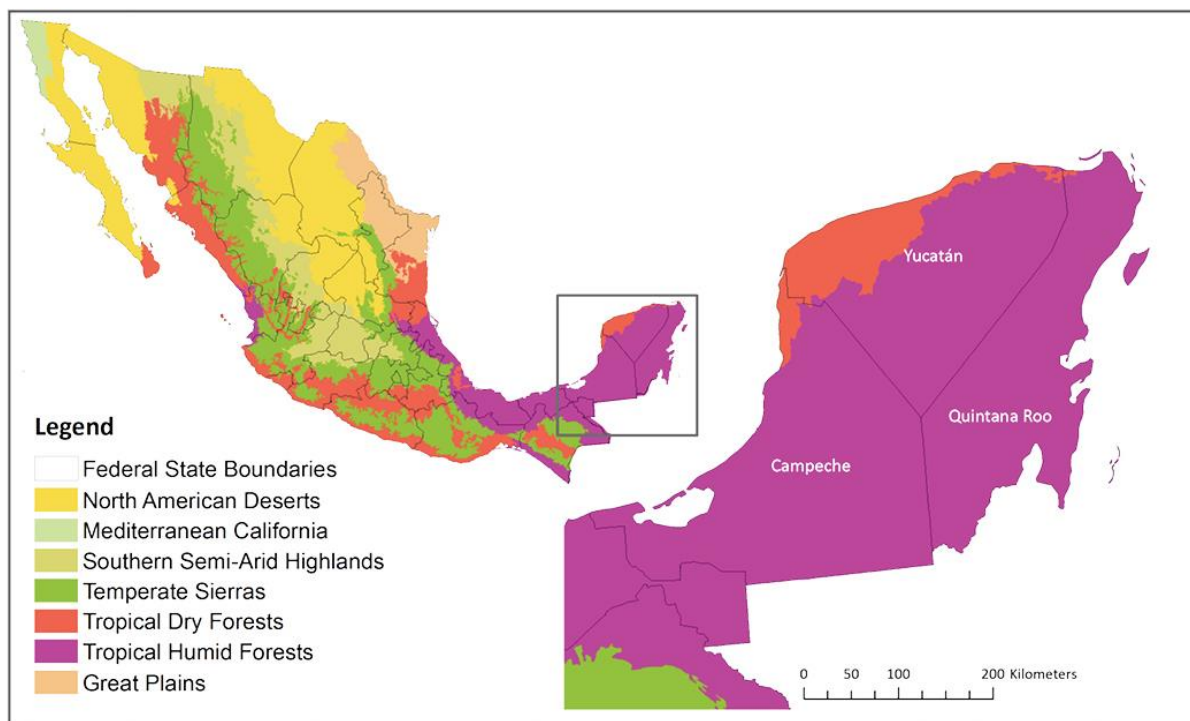 Yucatán
Quintana Roo
Campeche
Legend
Federal State Boundaries
North American Deserts
Mediterranean California
Southern Semi-Arid Highlands
Temperate Sierras
Tropical Dry Forests
Tropical Humid Forests
Great Plains
0 50 100 200 Kilometers